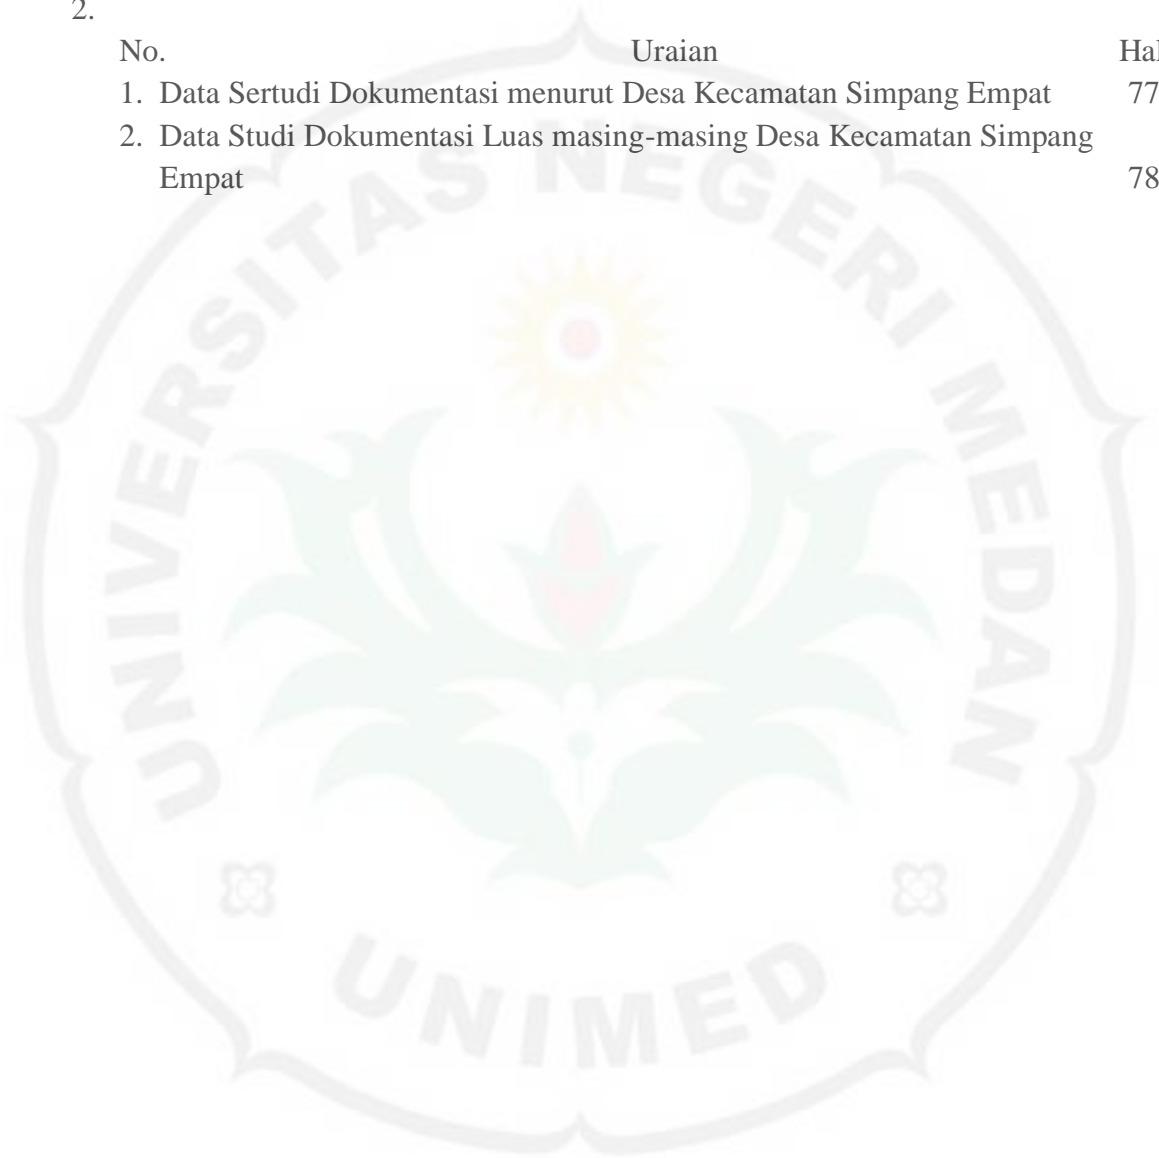 2.
No. Uraian Hal
1. Data Sertudi Dokumentasi menurut Desa Kecamatan Simpang Empat 77
2. Data Studi Dokumentasi Luas masing-masing Desa Kecamatan Simpang
Empat 78
UNIVERSITAS NEGERI MEDAN
UNIMED